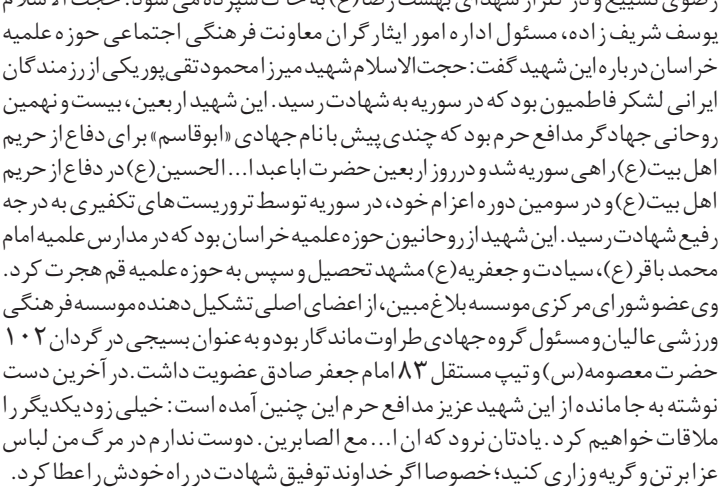 رضوی تشییع و در گلزار شهدای بهشت رضا(ع) به خاک سپرده می شود. حجت الاسلام
یوسف شریف زاده، مسئول اداره امور ایثارگران معاونت فرهنگی اجتماعی حوزه علمیه
خراسان درباره این شهید گفت: حجت‌الاسلام شهید میرزا محمود تقی‌پور یکی از رزمندگان
ایرانی لشکر فاطمیون بود که در سوریه به شهادت رسید. این شهید اربعین، بیست و نهمین
روحانی جهادگر مدافع حرم بود که چندی پیش با نام جهادی «ابوقاسم» برای دفاع از حریم
اهل بیت(ع) راهی سوریه شد و در روز اربعین حضرت اباعبدا... الحسین(ع) در دفاع از حریم
اهل بیت(ع) و در سومین دوره اعزام خود، در سوریه توسط تروریست‌های تکفیری به درجه
رفیع شهادت رسید. این شهید از روحانیون حوزه علمیه خراسان بود که در مدارس علمیه امام
محمد باقر(ع)، سیادت و جعفریه(ع) مشهد تحصیل و سپس به حوزه علمیه قم هجرت کرد.
وی عضو شورای مرکزی موسسه بلاغ مبین، از اعضای اصلی تشکیل دهنده موسسه فرهنگی
ورزشی عالیان و مسئول گروه جهادی طراوت ماندگار بود و به عنوان بسیجی در گردان ۱۰۲
حضرت معصومه(س) و تیپ مستقل ۸۳ امام جعفر صادق عضویت داشت. در آخرین دست
نوشته به جا مانده از این شهید عزیز مدافع حرم این چنین آمده است: خیلی زود یکدیگر را
ملاقات خواهیم کرد. یادتان نرود که ان ا... مع الصابرین. دوست ندارم در مرگ من لباس
عزا بر تن و گریه وزاری کنید؛ خصوصا اگر خداوند توفیق شهادت در راه خودش را عطا کرد.